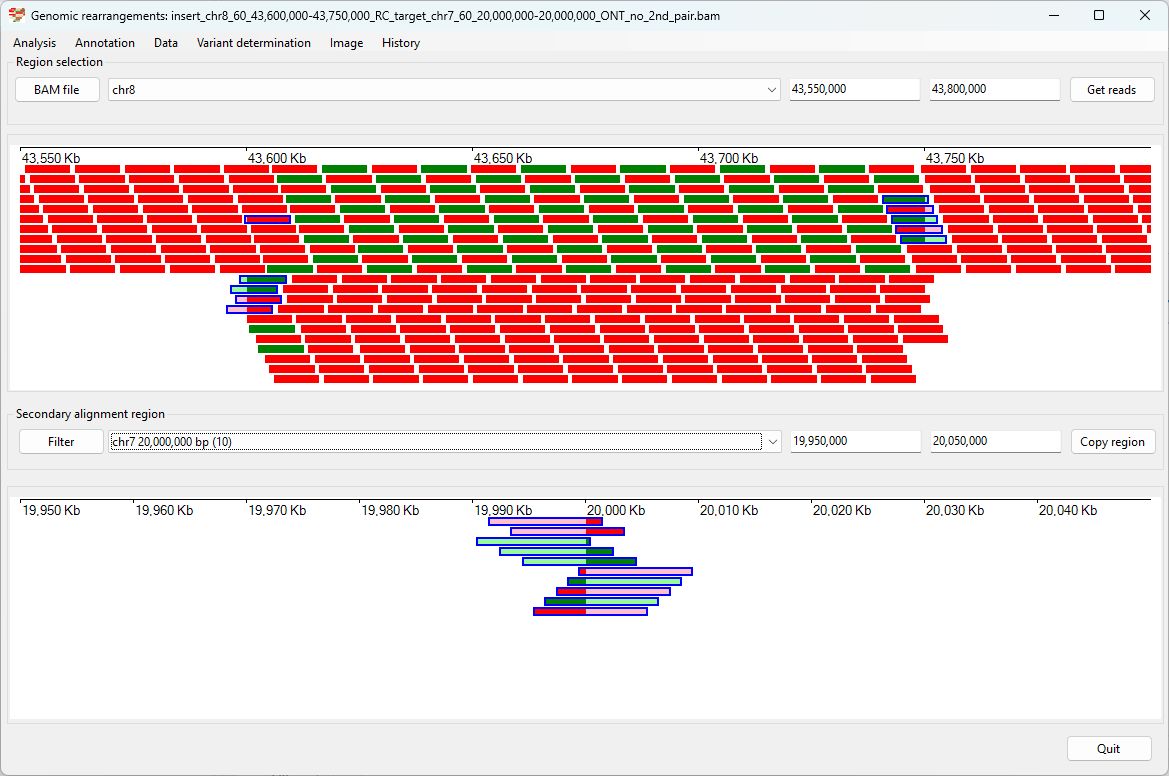 Genomic rearrangements: insert_chr8_60_43,600,000-43,750,000_RC_target_chr7_60_20,000,000-20,000,000_ONT_no_2nd_pair.bam
Analysis Annotation Data Variant determination Image History
Region selection
BAM file chr8 43,550,000 43,800,000 Get reads
43,550 Kb 43,600 Kb 43,650 Kb 43,700 Kb 43,750 Kb
Secondary alignment region
Filter chr7 20,000,000 bp (10) 19,950,000 20,050,000 Copy region
19,950 Kb 19,960 Kb 19,970 Kb 19,980 Kb 19,990 Kb 20,000 Kb 20,010 Kb 20,020 Kb 20,030 Kb 20,040 Kb
Quit